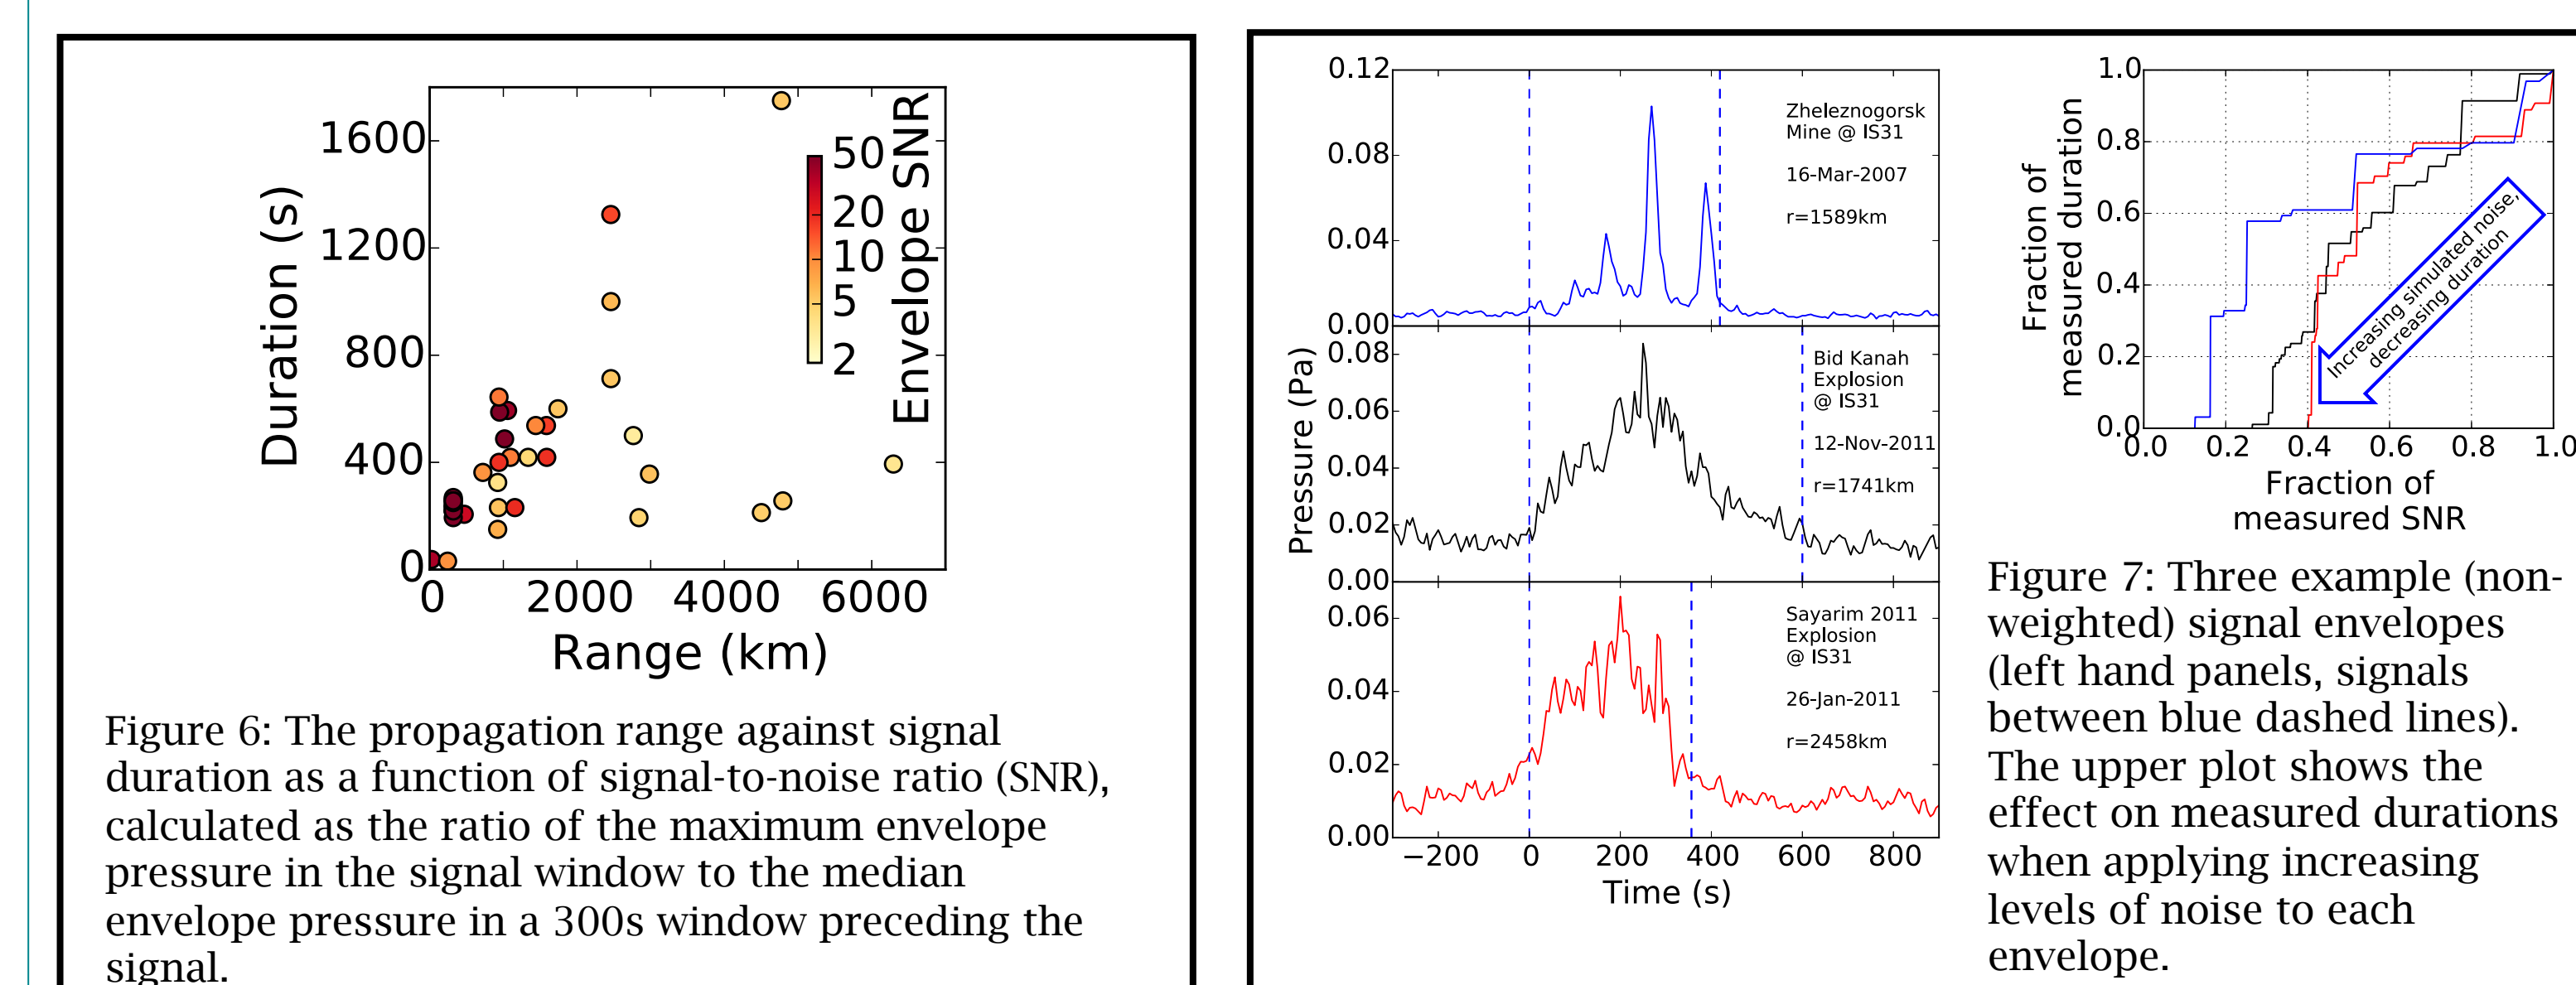 1600
1200
800
400
0
Duration (s)
0 2000 4000 6000
Range (km)
50
20
10
5
2
Envelope SNR
Figure 6: The propagation range against signal
duration as a function of signal-to-noise ratio (SNR),
calculated as the ratio of the maximum envelope
pressure in the signal window to the median
envelope pressure in a 300s window preceding the
signal.
0.12
0.08
0.04
0.00
Zheleznogorsk
Mine @ IS31
16-Mar-2007
r=1589km
Pressure (Pa)
0.08
0.06
0.04
0.02
0.00
Bid Kanah
Explosion
@ IS31
12-Nov-2011
r=1741km
0.06
0.04
0.02
0.00
Sayarim 2011
Explosion
@ IS31
26-Jan-2011
r=2458km
−200 0 200 400 600 800
Time (s)
1.0
0.8
0.6
0.4
0.2
0.0
Fraction of
measured duration
Increasing simulated noise,
decreasing duration
0.0 0.2 0.4 0.6 0.8 1.0
Fraction of
measured SNR
Figure 7: Three example (non-
weighted) signal envelopes
(left hand panels, signals
between blue dashed lines).
The upper plot shows the
effect on measured durations
when applying increasing
levels of noise to each
envelope.